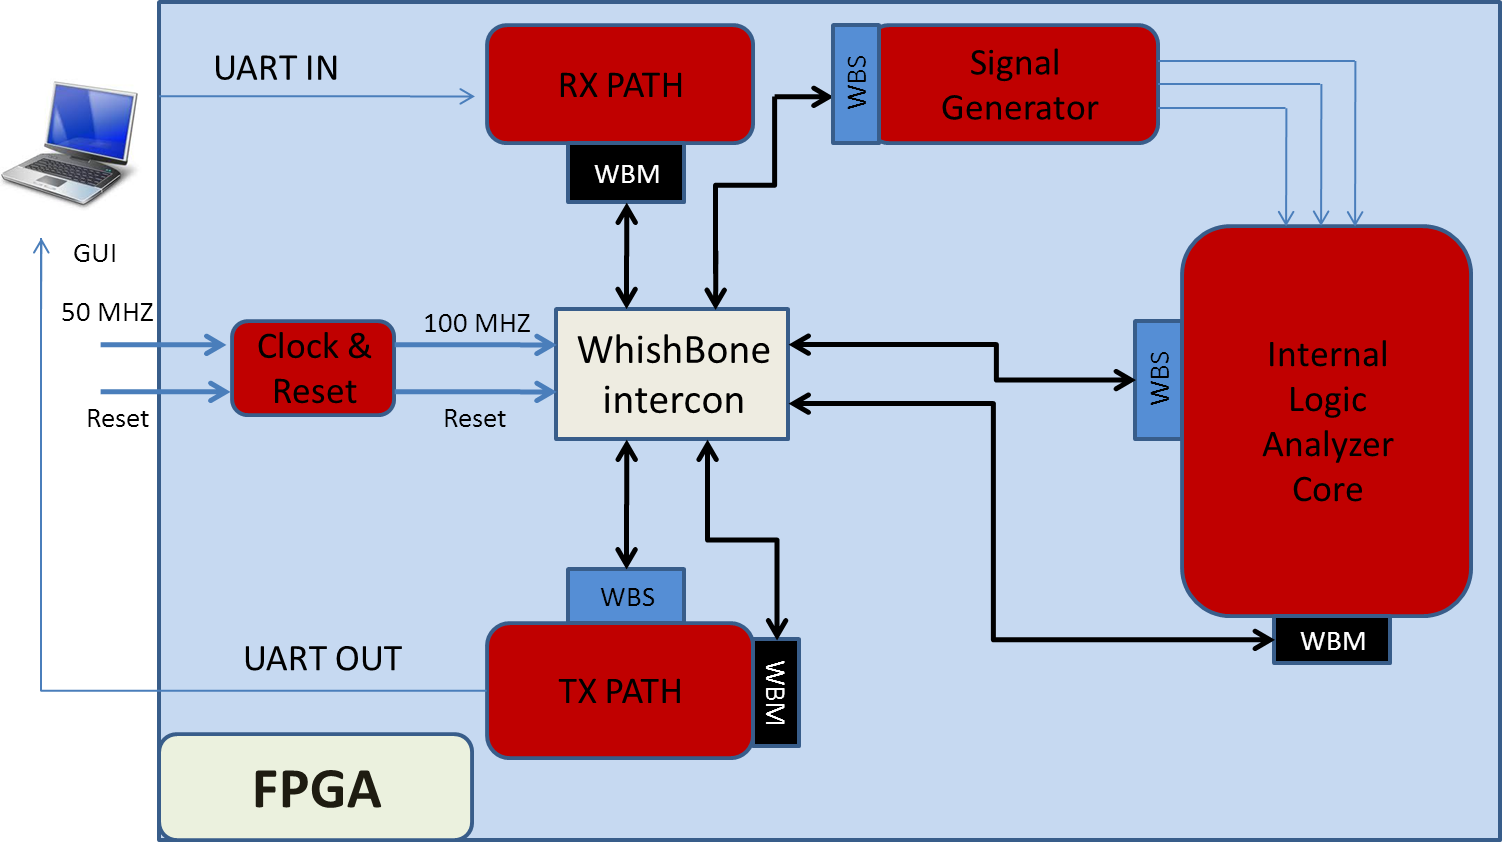 UART IN
RX PATH
WBM
WBS
Signal
Generator
GUI
50 MHZ
Clock &
Reset
Reset
100 MHZ
Reset
WhishBone
intercon
WBS
Internal
Logic
Analyzer
Core
WBM
WBS
UART OUT
TX PATH
WBM
FPGA